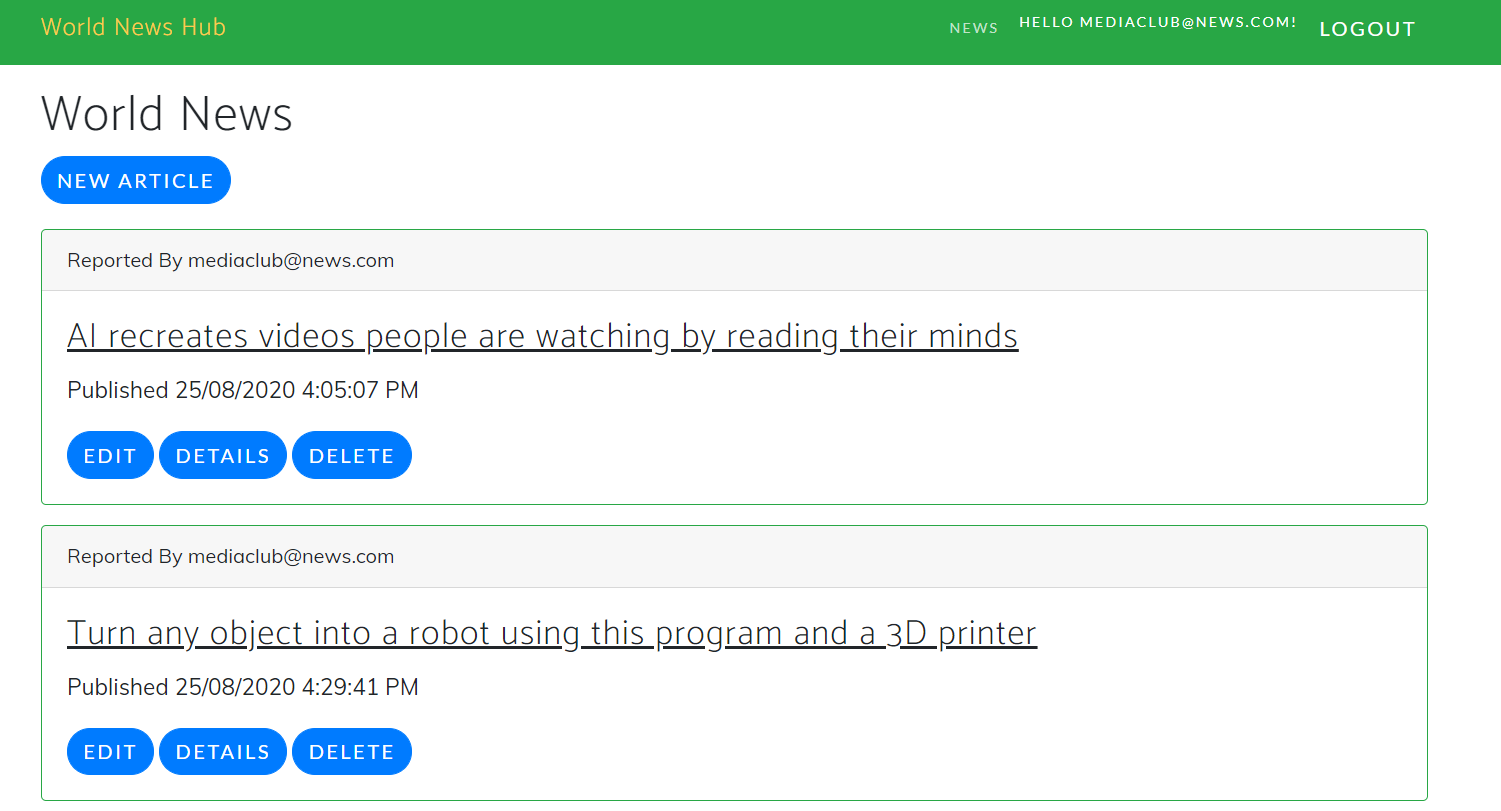 World News Hub
NEWS HELLO MEDIACLUB@NEWS.COM! LOGOUT
World News
NEW ARTICLE
Reported By mediaclub@news.com
AI recreates videos people are watching by reading their minds
Published 25/08/2020 4:05:07 PM
EDIT DETAILS DELETE
Reported By mediaclub@news.com
Turn any object into a robot using this program and a 3D printer
Published 25/08/2020 4:29:41 PM
EDIT DETAILS DELETE